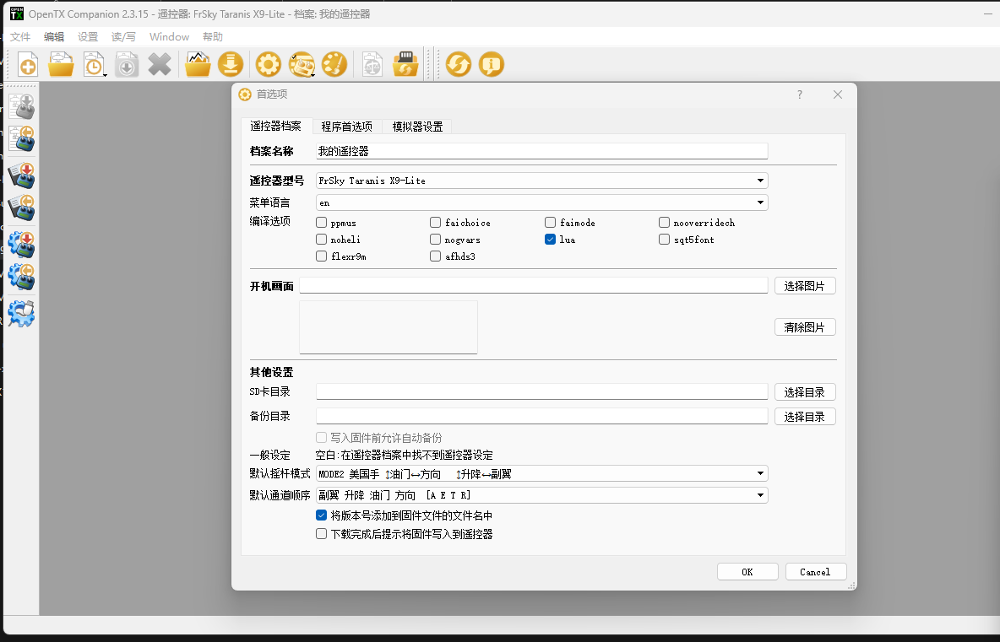 OPEN TX OpenTX Companion 2.3.15 - 遥控器: FrSky Taranis X9-Lite - 档案: 我的遥控器
文件 编辑 设置 读/写 Window 帮助
首选项 ?
遥控器档案 程序首选项 模拟器设置
档案名称 我的遥控器
遥控器型号 FrSky Taranis X9-Lite
菜单语言 en
编译选项 ppmus faichoice faimode nooverridech
noheli nogvars lua sqt5font
flexr9m afhds3
开机画面 选择图片
清除图片
其他设置
SD卡目录 选择目录
备份目录 选择目录
写入固件前允许自动备份
一般设定 空白:在遥控器档案中找不到遥控器设定
默认摇杆模式 MODE2 美国手 ↕油门↔方向 ↕升降↔副翼
默认通道顺序 副翼 升降 油门 方向 [A E T R]
将版本号添加到固件文件的文件名中
下载完成后提示将固件写入到遥控器
OK Cancel